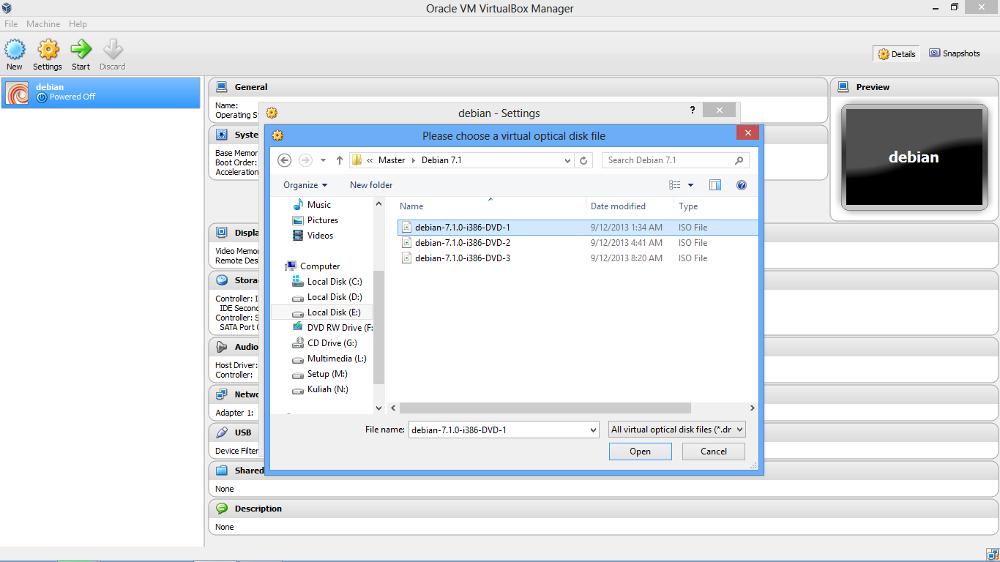 Oracle VM VirtualBox Manager
File Machine Help
New Settings Start Discard
Details Snapshots
debian
Powered Off
General
Name:
Operating Sy
Syste
Base Memor
Boot Order:
Acceleration
Displa
Video Memo
Remote Desk
Storag
Controller: I
IDE Second
Controller: S
SATA Port 0
Audio
Host Driver:
Controller:
Netwo
Adapter 1:
USB
Device Filter
Shared
None
Description
None
Preview
debian
debian - Settings
?
Please choose a virtual optical disk file
« Master Debian 7.1
Search Debian 7.1
Organize New folder
Music
Pictures
Videos
Computer
Local Disk (C:)
Local Disk (D:)
Local Disk (E:)
DVD RW Drive (F:
CD Drive (G:)
Multimedia (L:)
Setup (M:)
Kuliah (N:)
Name Date modified Type
debian-7.1.0-i386-DVD-1 9/12/2013 1:34 AM ISO File
debian-7.1.0-i386-DVD-2 9/12/2013 4:41 AM ISO File
debian-7.1.0-i386-DVD-3 9/12/2013 8:20 AM ISO File
File name: debian-7.1.0-i386-DVD-1 All virtual optical disk files (*.dr
Open Cancel